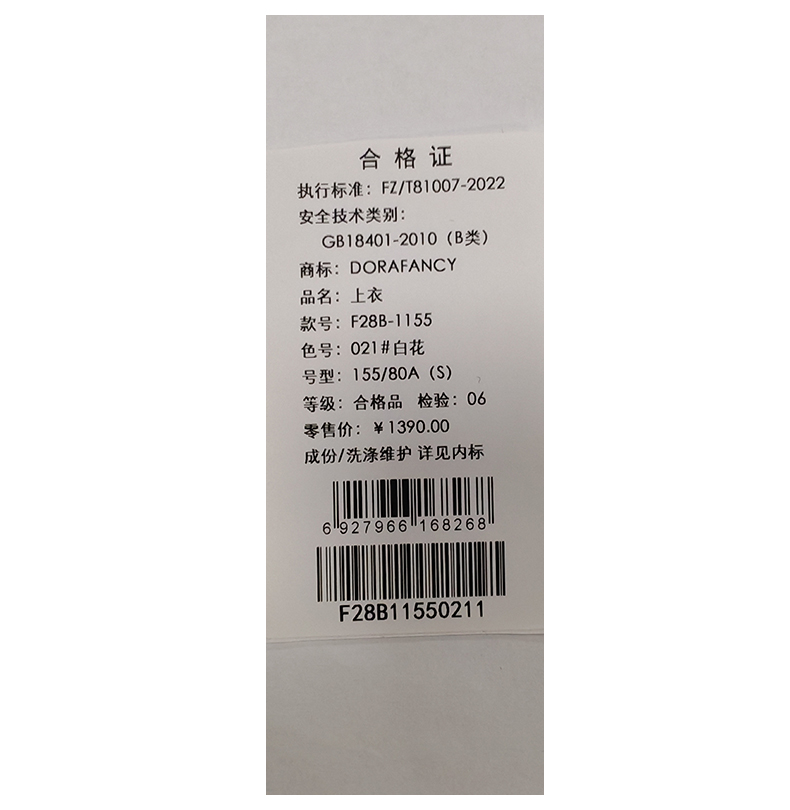 合格证
执行标准：FZ/T81007-2022
安全技术类别：
GB18401-2010（B类）
商标：DORAFANCY
品名：上衣
款号：F28B-1155
色号：021#白花
号型：155/80A（S）
等级：合格品 检验：06
零售价：¥1390.00
成份/洗涤维护 详见内标
6 927966 168268
F28B11550211